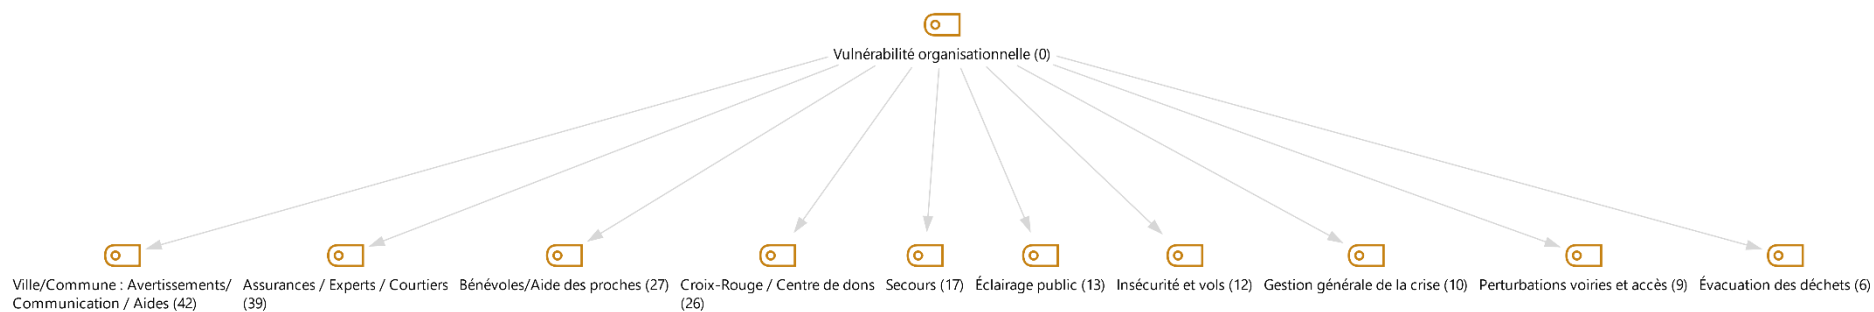 Vulnérabilité organisationnelle (0)
Ville/Commune : Avertissements/
Communication / Aides (42)
Assurances / Experts / Courtiers
(39)
Bénévoles/Aide des proches (27)
Croix-Rouge / Centre de dons
(26)
Secours (17)
Éclairage public (13)
Insécurité et vols (12)
Gestion générale de la crise (10)
Perturbations voiries et accès (9)
Évacuation des déchets (6)